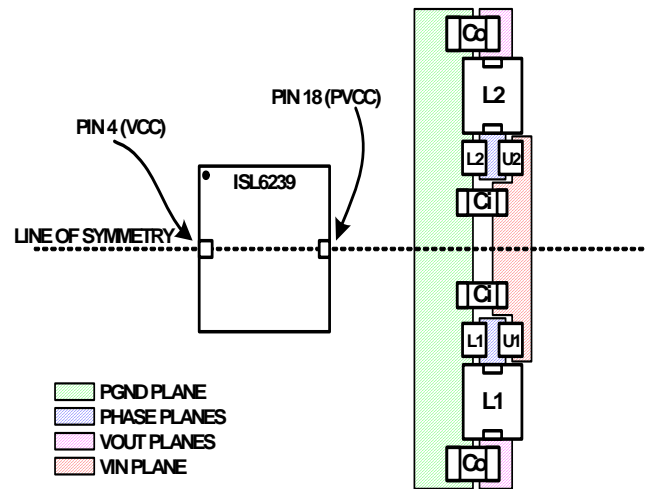 Co
L2
PIN 18 (PVCC)
PIN 4 (VCC)
L2
U2
ISL6239
Ci
LINE OF SYMMETRY
Ci
L1
U1
L1
PGND PLANE
PHASE PLANES
VOUT PLANES
VIN PLANE
Co